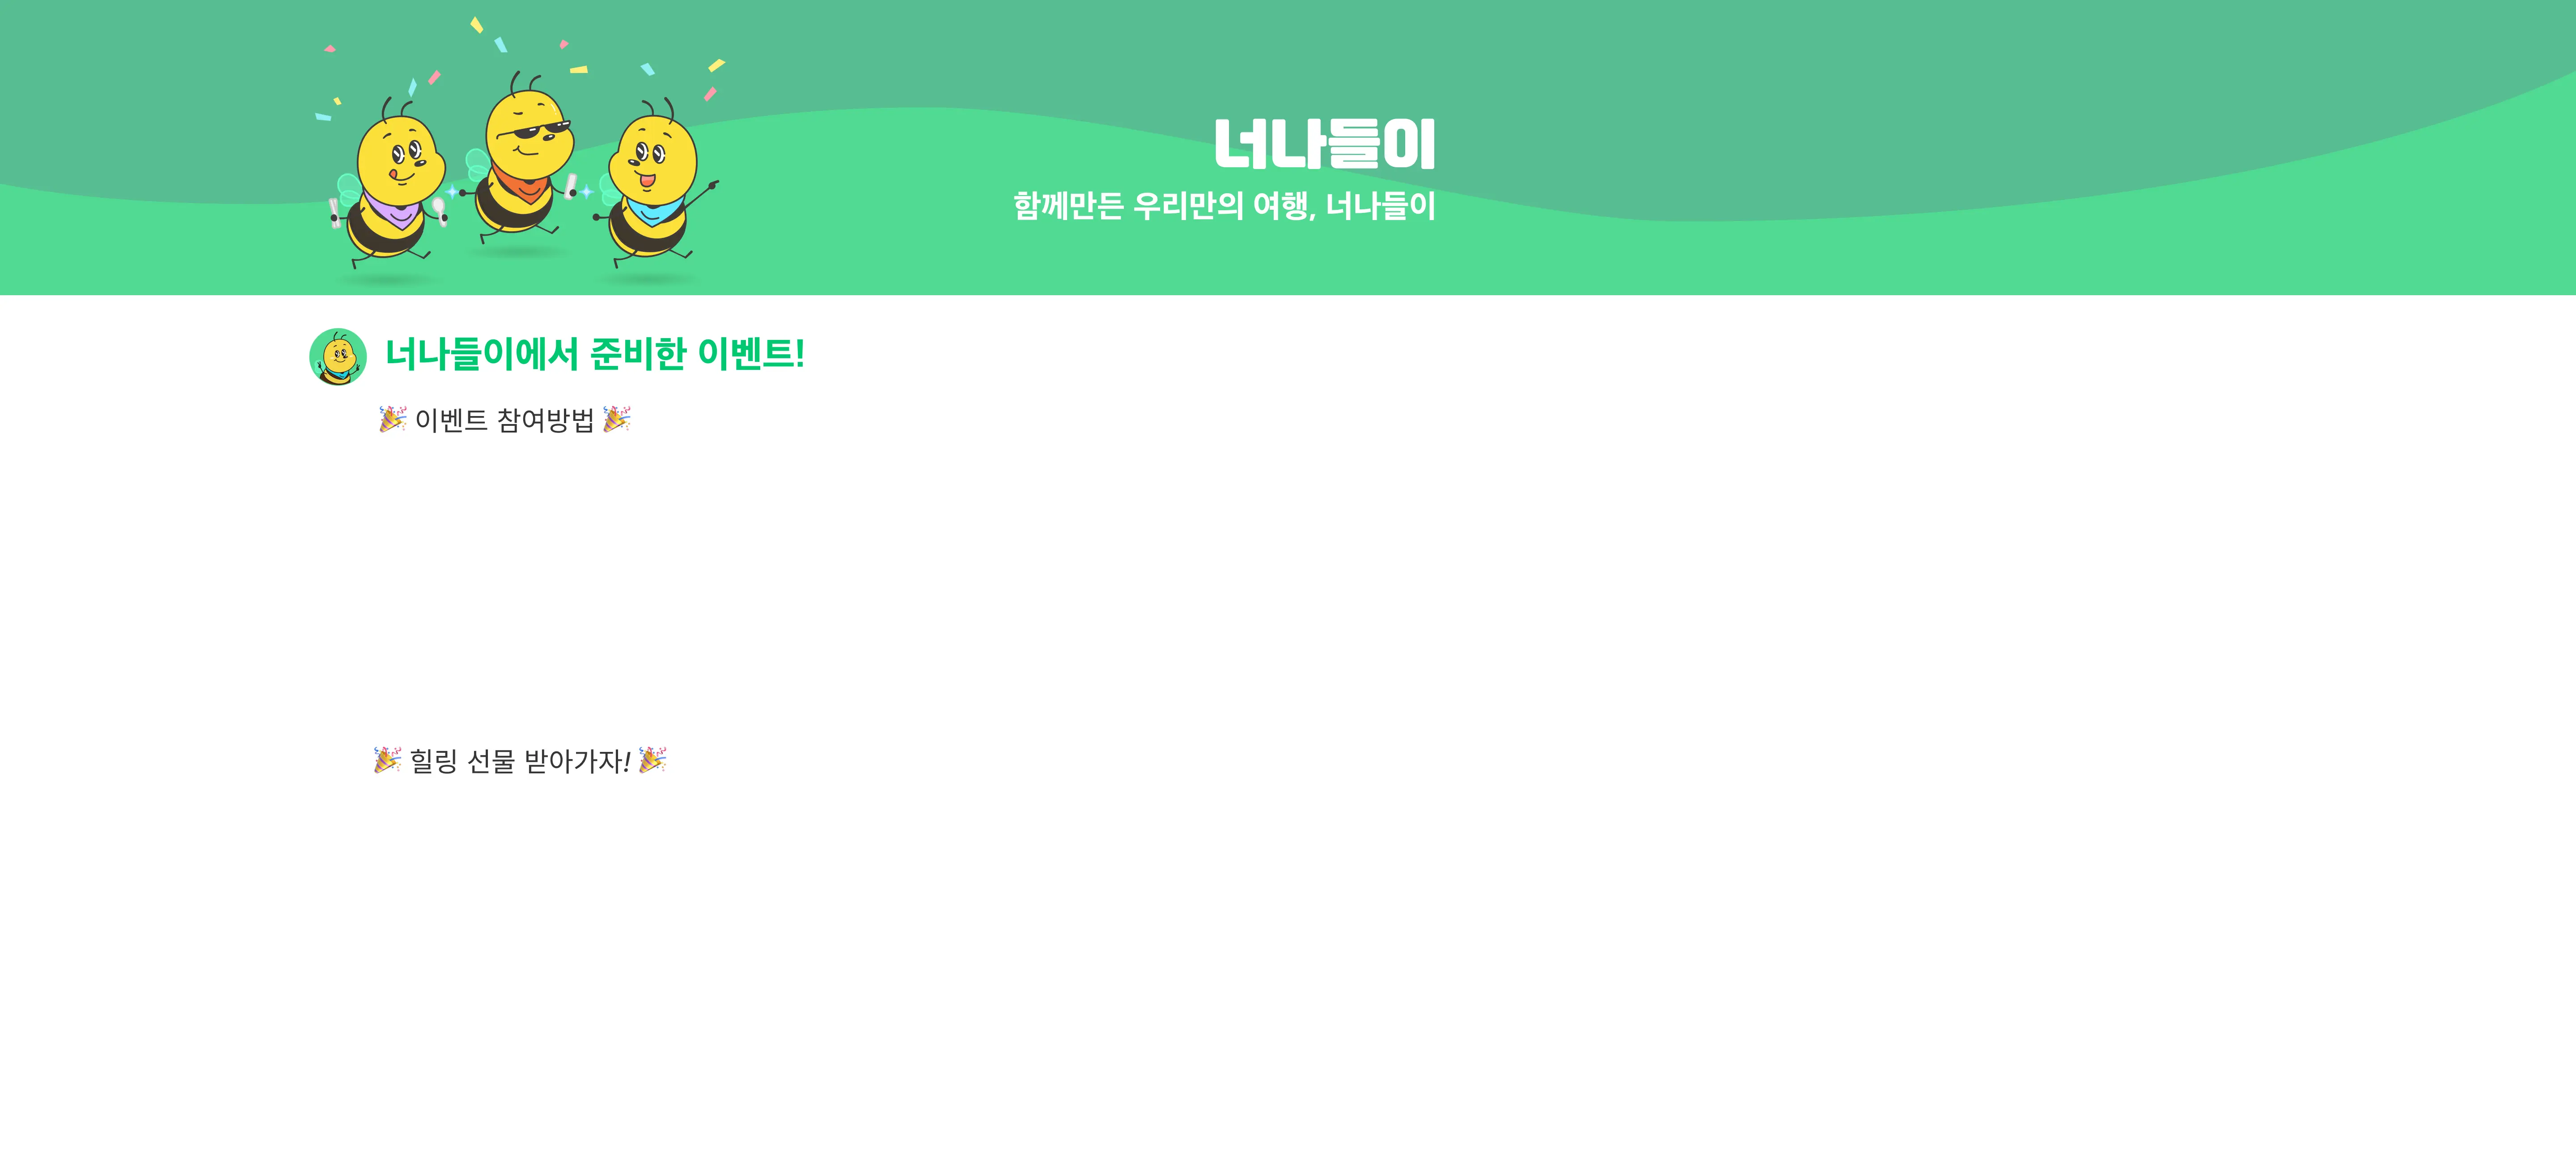 너나들이
함께만든 우리만의 여행, 너나들이
너나들이에서 준비한 이벤트!
🎉 이벤트 참여방법 🎉
🎉 힐링 선물 받아가자! 🎉